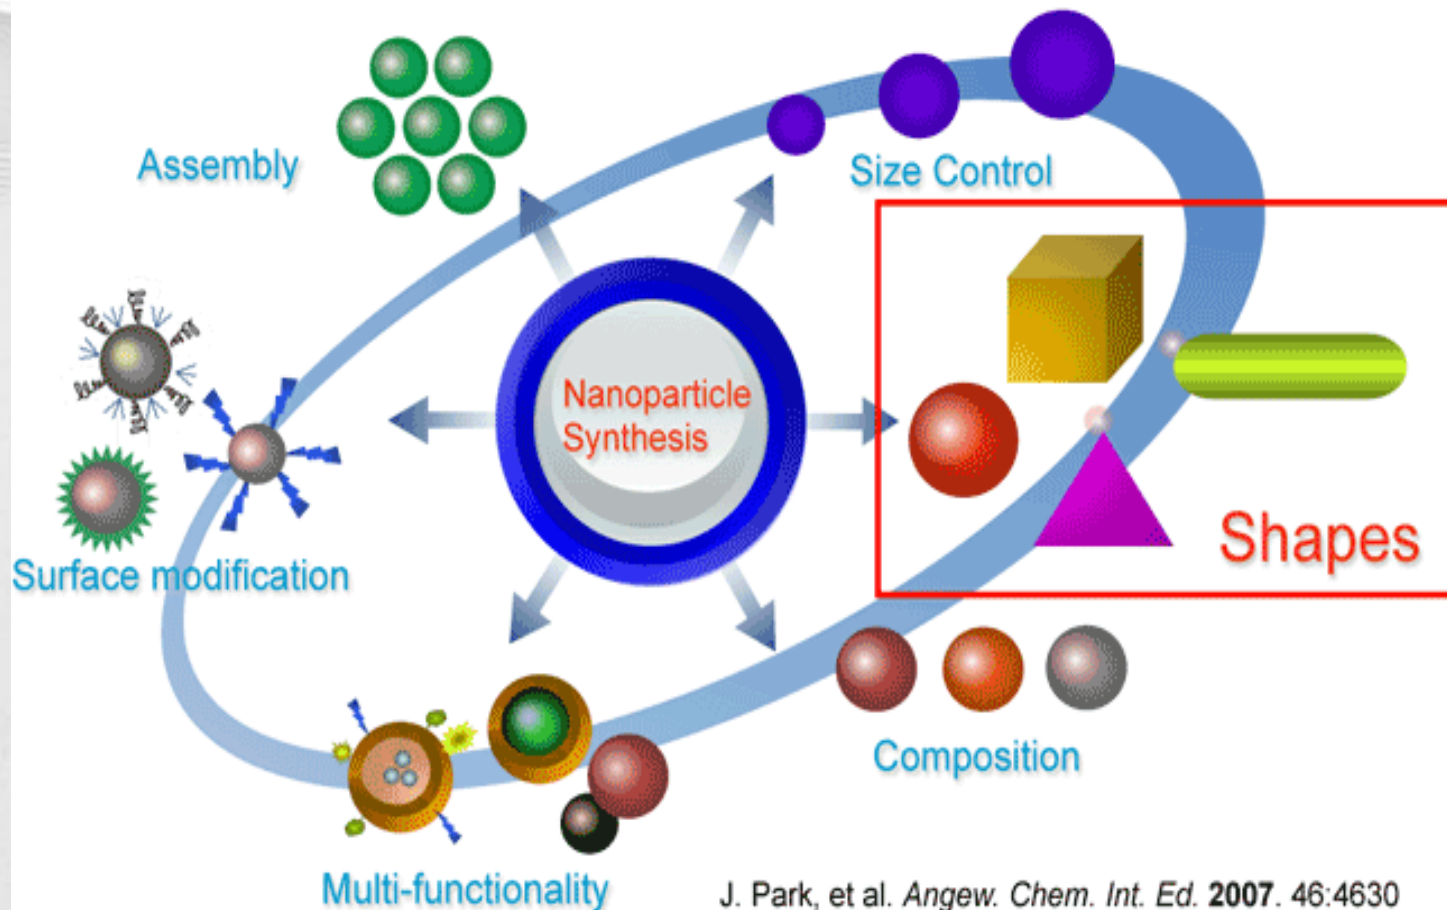 Assembly
Size Control
Nanoparticle
Synthesis
Shapes
Surface modification
Composition
Multi-functionality
J. Park, et al. Angew. Chem. Int. Ed. 2007. 46:4630